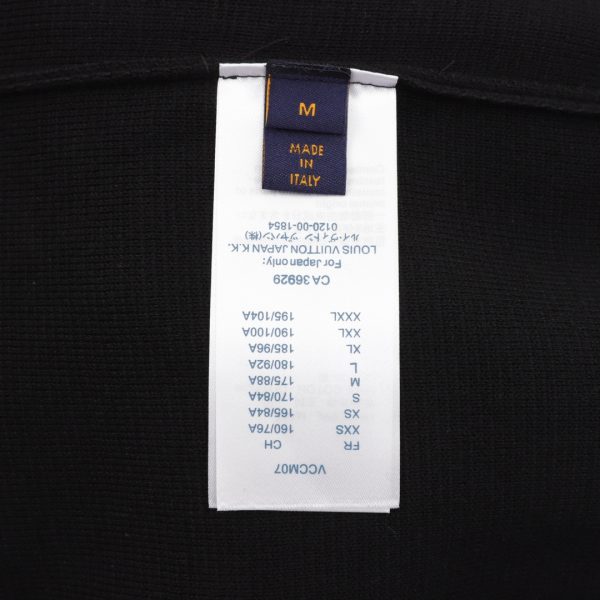 M
MADE
IN
ITALY
VCCM07
FR CH
XXS 160/76A
XS 165/84A
S 170/84A
M 175/88A
L 180/92A
XL 185/96A
XXL 190/100A
XXXL 195/104A
CA 36929
For Japan only:
LOUIS VUITTON JAPAN K.K.
ルイ・ヴィトン ジャパン(株)
0120-00-1854